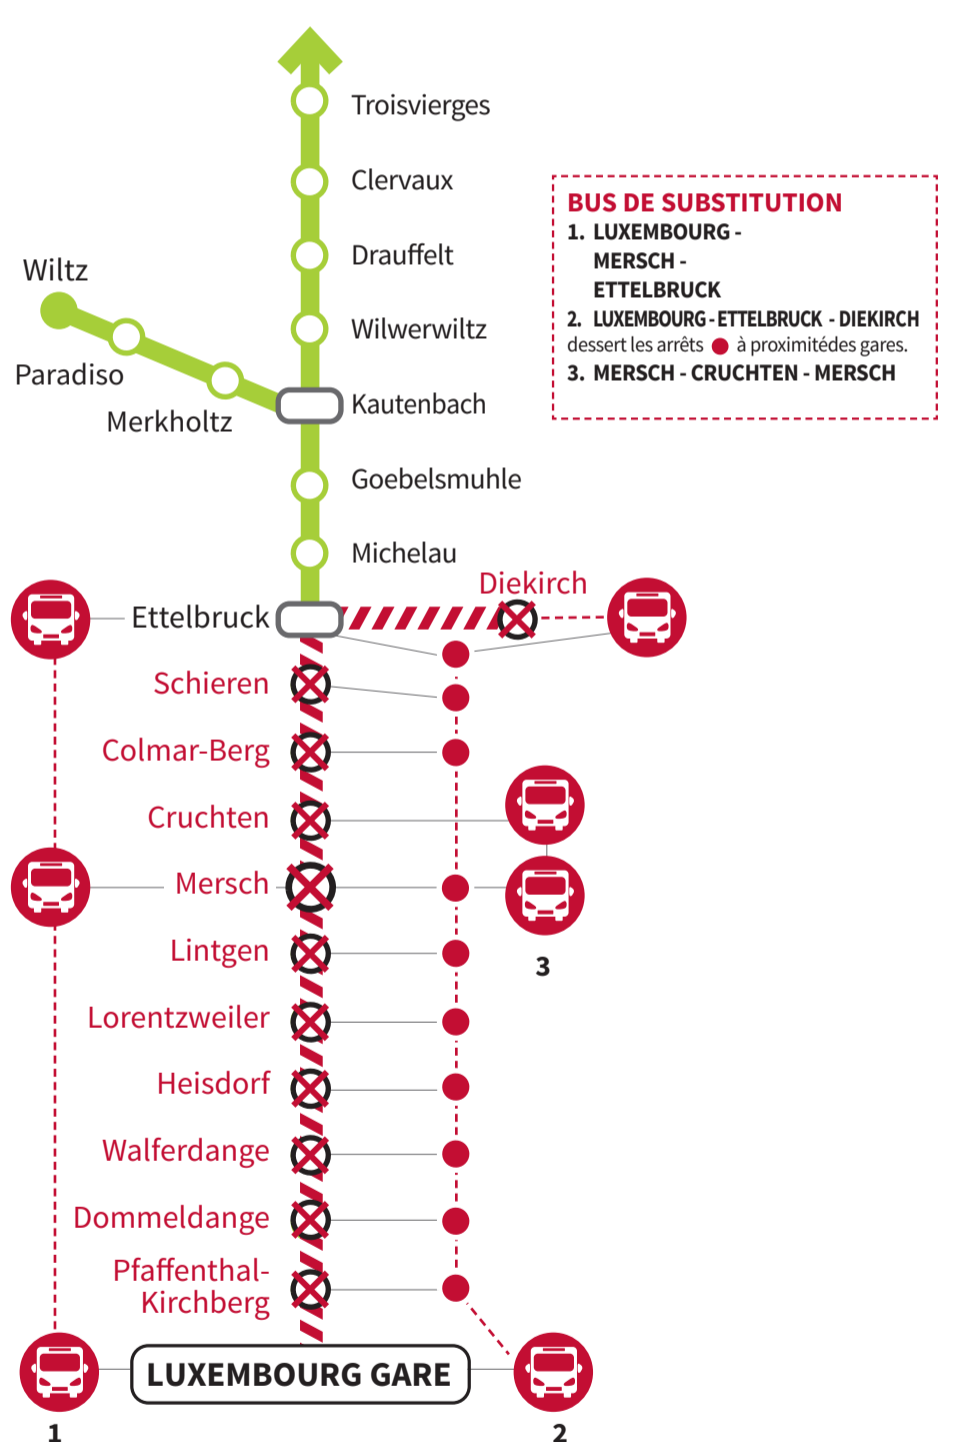 Troisvierges
Clervaux
BUS DE SUBSTITUTION
1. LUXEMBOURG -
MERSCH -
ETTELBRUCK
2. LUXEMBOURG - ETTELBRUCK - DIEKIRCH
dessert les arrêts à proximitédes gares.
3. MERSCH - CRUCHTEN - MERSCH
Drauffelt
Wiltz
Wilwerwiltz
Paradiso
Kautenbach
Merkholtz
Goebelsmuhle
Michelau
Diekirch
Ettelbruck
Schieren
Colmar-Berg
Cruchten
Mersch
Lintgen
3
Lorentzweiler
Heisdorf
Walferdange
Dommeldange
Pfaffenthal-
Kirchberg
LUXEMBOURG GARE
1
2